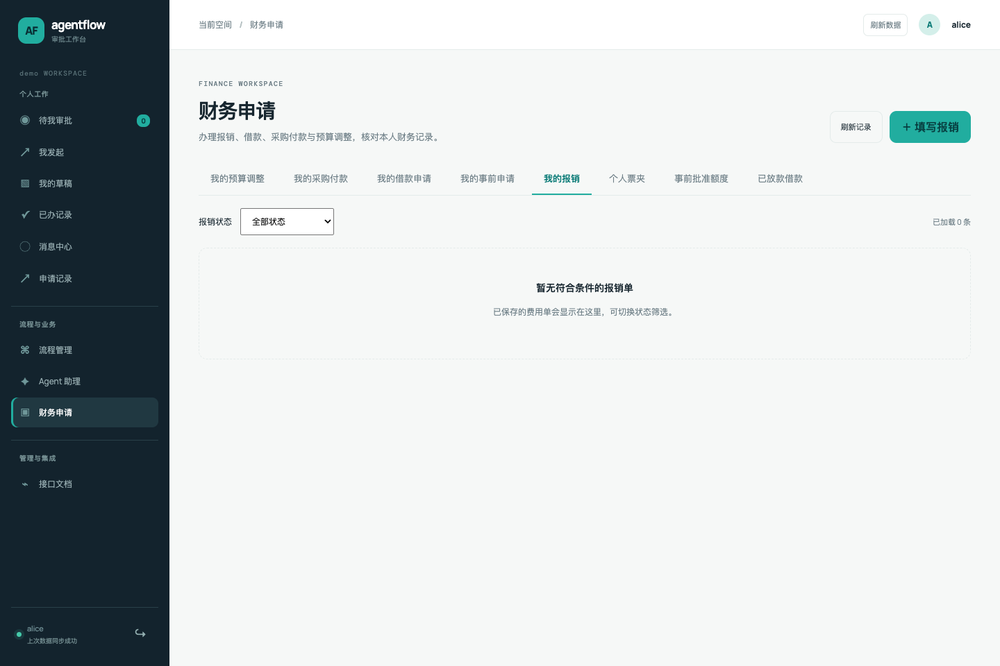 AF
agentflow
审批工作台
demo WORKSPACE
个人工作
待我审批 0
我发起
我的草稿
已办记录
消息中心
申请记录
流程与业务
流程管理
Agent 助理
财务申请
管理与集成
接口文档
alice
上次数据同步成功
当前空间 / 财务申请
刷新数据
A
alice
FINANCE WORKSPACE
财务申请
办理报销、借款、采购付款与预算调整，核对本人财务记录。
刷新记录
+ 填写报销
我的预算调整 我的采购付款 我的借款申请 我的事前申请 我的报销 个人票夹 事前批准额度 已放款借款
报销状态 全部状态
已加载 0 条
暂无符合条件的报销单
已保存的费用单会显示在这里，可切换状态筛选。